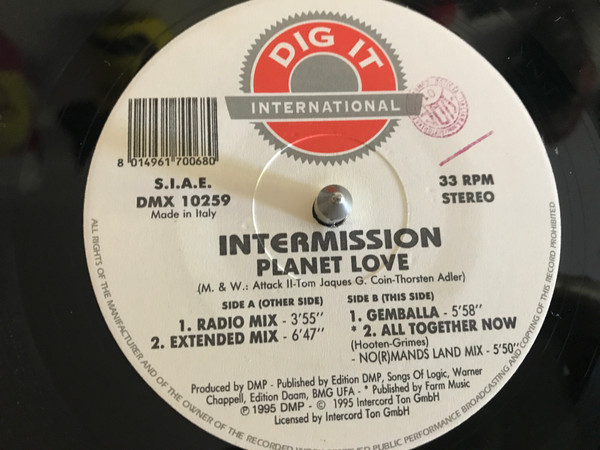 DIG IT
INTERNATIONAL
8 014961 700680
S.I.A.E.
DMX 10259
Made in Italy
33 RPM
STEREO
INTERMISSION
PLANET LOVE
(M. & W.: Attack II-Tom Jaques G. Coin-Thorsten Adler)
SIDE A (OTHER SIDE)
1. RADIO MIX - 3'55''
2. EXTENDED MIX - 6'47''
SIDE B (THIS SIDE)
1. GEMBALLA - 5'58''
* 2. ALL TOGETHER NOW
(Hooten-Grimes)
- NO(R)MANDS LAND MIX - 5'50''
Produced by DMP - Published by Edition DMP, Songs Of Logic, Warner
Chappell, Edition Daam, BMG UFA - * Published by Farm Music
℗ 1995 DMP - © 1995 Intercord Ton GmbH
Licensed by Intercord Ton GmbH
ALL RIGHTS OF THE MANUFACTURER AND OF THE OWNER OF THE RECORDED PUBLIC PERFORMANCE BROADCASTING AND COPYING OF THIS RECORD PROHIBITED